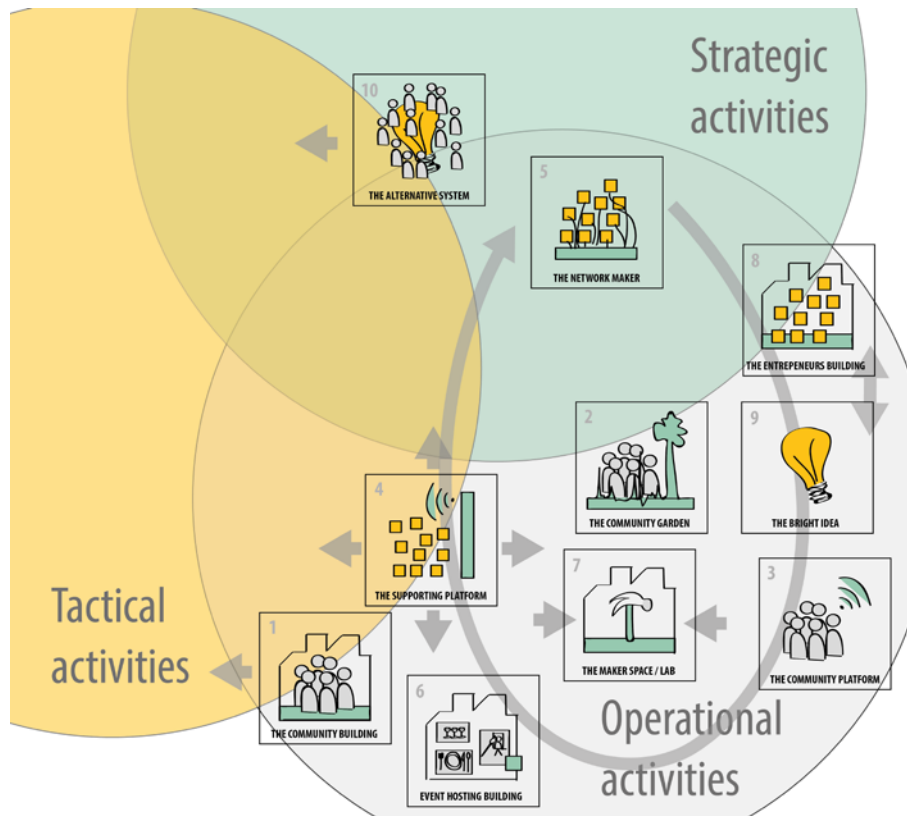 Strategic
activities
10
THE ALTERNATIVE SYSTEM
5
THE NETWORK MAKER
8
THE ENTREPENEURS BUILDING
2
THE COMMUNITY GARDEN
9
THE BRIGHT IDEA
4
THE SUPPORTING PLATFORM
7
THE MAKER SPACE / LAB
3
THE COMMUNITY PLATFORM
Tactical
activities
1
THE COMMUNITY BUILDING
6
EVENT HOSTING BUILDING
Operational
activities